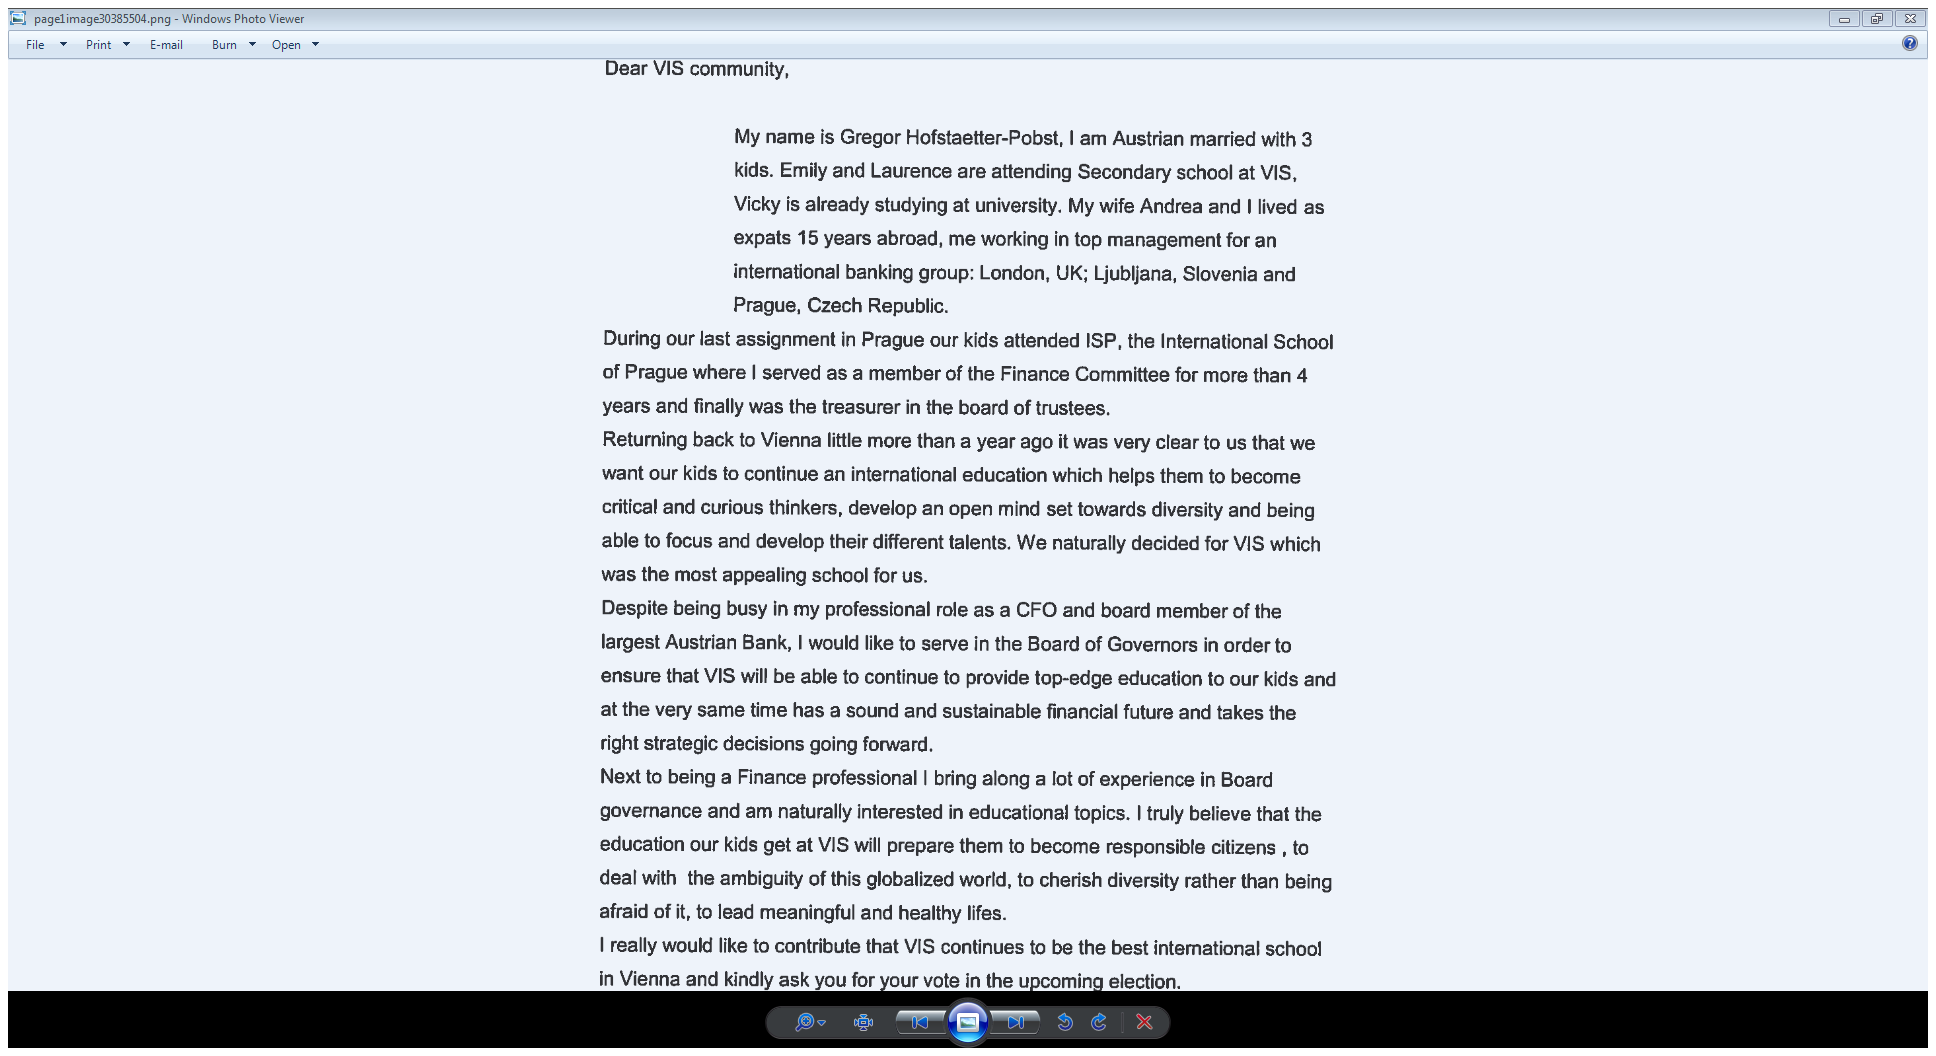 page1image30385504.png - Windows Photo Viewer
File Print E-mail Burn Open
Dear VIS community,
My name is Gregor Hofstaetter-Pobst, I am Austrian married with 3
kids. Emily and Laurence are attending Secondary school at VIS,
Vicky is already studying at university. My wife Andrea and I lived as
expats 15 years abroad, me working in top management for an
international banking group: London, UK; Ljubljana, Slovenia and
Prague, Czech Republic.
During our last assignment in Prague our kids attended ISP, the International School
of Prague where I served as a member of the Finance Committee for more than 4
years and finally was the treasurer in the board of trustees.
Returning back to Vienna little more than a year ago it was very clear to us that we
want our kids to continue an international education which helps them to become
critical and curious thinkers, develop an open mind set towards diversity and being
able to focus and develop their different talents. We naturally decided for VIS which
was the most appealing school for us.
Despite being busy in my professional role as a CFO and board member of the
largest Austrian Bank, I would like to serve in the Board of Governors in order to
ensure that VIS will be able to continue to provide top-edge education to our kids and
at the very same time has a sound and sustainable financial future and takes the
right strategic decisions going forward.
Next to being a Finance professional I bring along a lot of experience in Board
governance and am naturally interested in educational topics. I truly believe that the
education our kids get at VIS will prepare them to become responsible citizens , to
deal with  the ambiguity of this globalized world, to cherish diversity rather than being
afraid of it, to lead meaningful and healthy lifes.
I really would like to contribute that VIS continues to be the best international school
in Vienna and kindly ask you for your vote in the upcoming election.